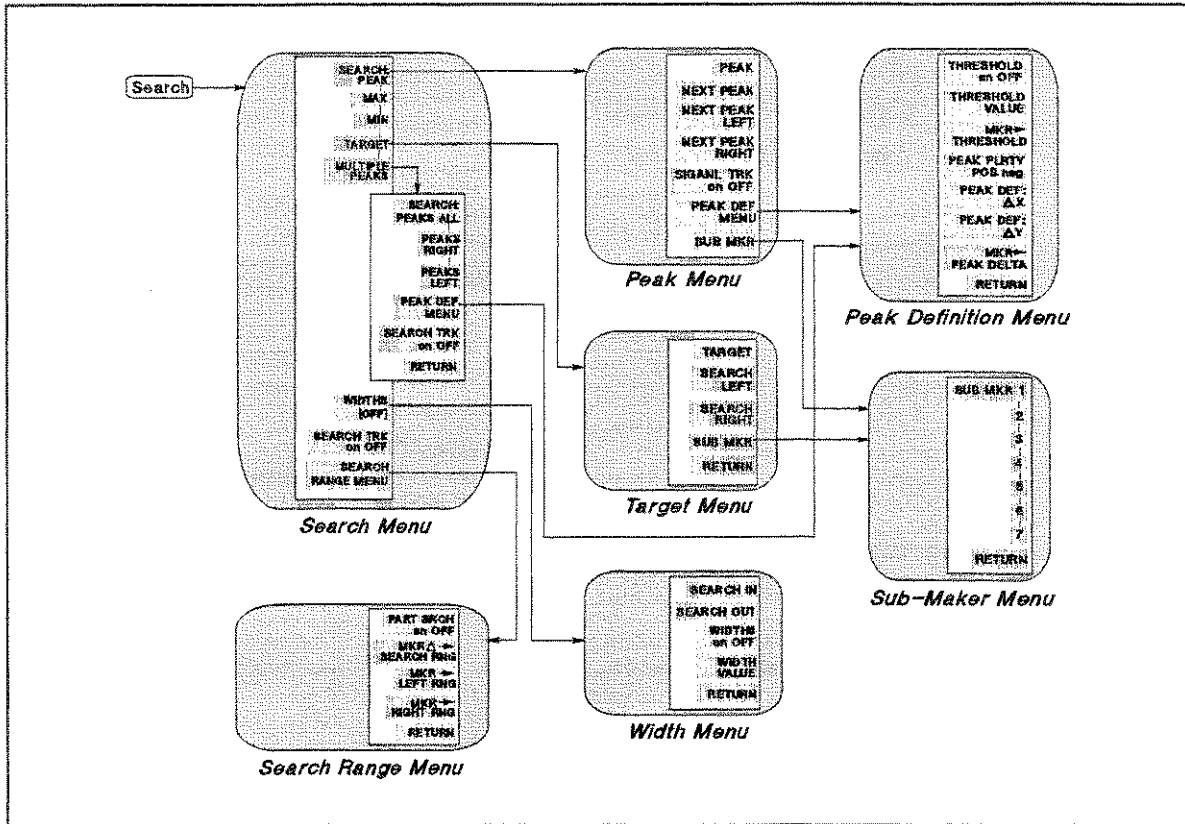 Search
SEARCH:
PEAK
MAX
MIN
TARGET
MULTIPLE
PEAKS
SEARCH:
PEAKS ALL
PEAKS
RIGHT
PEAKS
LEFT
PEAK DEF
MENU
SEARCH TRK
on OFF
RETURN
WIDTHS
[OFF]
SEARCH TRK
on OFF
SEARCH
RANGE MENU
Search Menu
PEAK
NEXT PEAK
NEXT PEAK
LEFT
NEXT PEAK
RIGHT
SIGANL TRK
on OFF
PEAK DEF
MENU
SUB MKR
Peak Menu
THRESHOLD
on OFF
THRESHOLD
VALUE
MKR←
THRESHOLD
PEAK PLRTY
POS neg
PEAK DEF:
ΔX
PEAK DEF:
ΔY
MKR←
PEAK DELTA
RETURN
Peak Definition Menu
TARGET
SEARCH
LEFT
SEARCH
RIGHT
SUB MKR
RETURN
Target Menu
SUB MKR 1
2
3
4
5
6
7
RETURN
Sub-Maker Menu
PART SRCH
on OFF
MKRΔ←
SEARCH RNG
MKR←
LEFT RNG
MKR←
RIGHT RNG
RETURN
Search Range Menu
SEARCH IN
SEARCH OUT
WIDTHS
on OFF
WIDTH
VALUE
RETURN
Width Menu